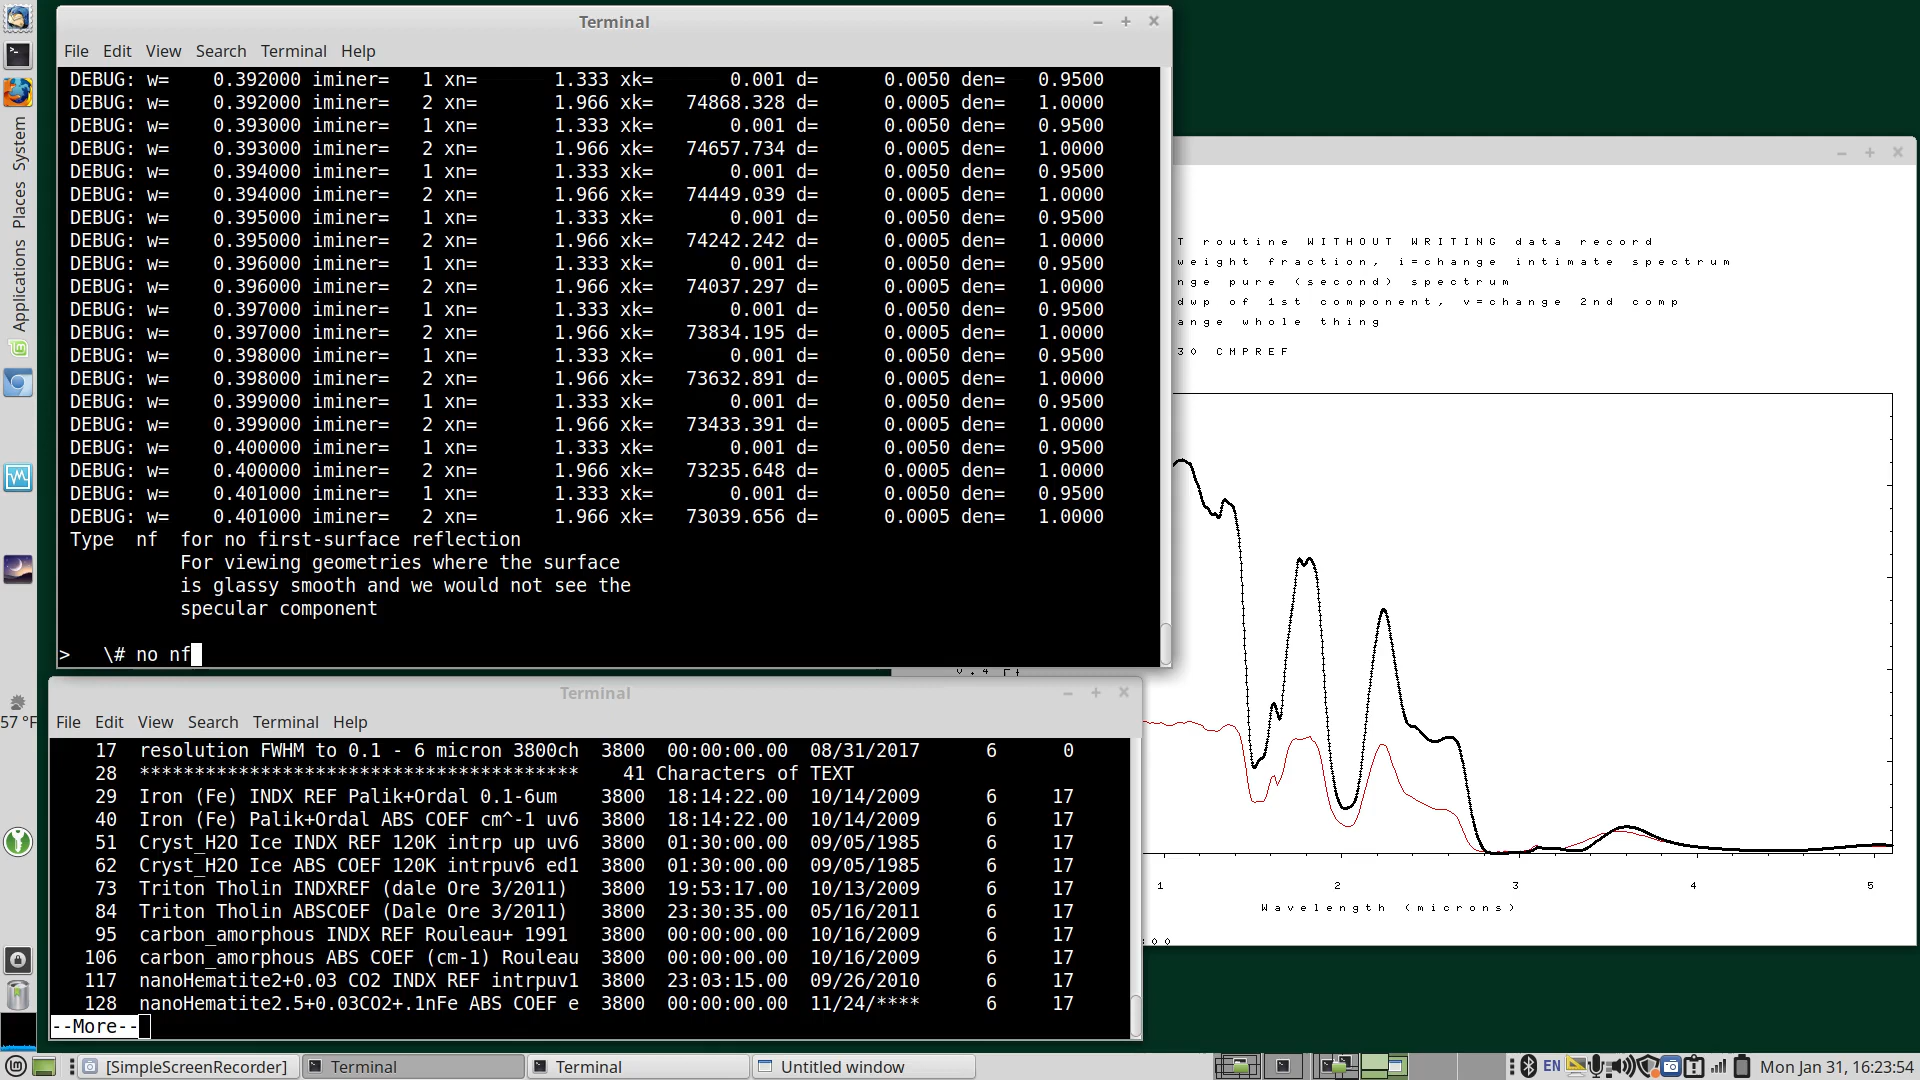 Terminal
File Edit View Search Terminal Help
DEBUG: w= 0.392000 iminer= 1 xn= 1.333 xk= 0.001 d= 0.0050 den= 0.9500
DEBUG: w= 0.392000 iminer= 2 xn= 1.966 xk= 74868.328 d= 0.0005 den= 1.0000
DEBUG: w= 0.393000 iminer= 1 xn= 1.333 xk= 0.001 d= 0.0050 den= 0.9500
DEBUG: w= 0.393000 iminer= 2 xn= 1.966 xk= 74657.734 d= 0.0005 den= 1.0000
DEBUG: w= 0.394000 iminer= 1 xn= 1.333 xk= 0.001 d= 0.0050 den= 0.9500
DEBUG: w= 0.394000 iminer= 2 xn= 1.966 xk= 74449.039 d= 0.0005 den= 1.0000
DEBUG: w= 0.395000 iminer= 1 xn= 1.333 xk= 0.001 d= 0.0050 den= 0.9500
DEBUG: w= 0.395000 iminer= 2 xn= 1.966 xk= 74242.242 d= 0.0005 den= 1.0000
DEBUG: w= 0.396000 iminer= 1 xn= 1.333 xk= 0.001 d= 0.0050 den= 0.9500
DEBUG: w= 0.396000 iminer= 2 xn= 1.966 xk= 74037.297 d= 0.0005 den= 1.0000
DEBUG: w= 0.397000 iminer= 1 xn= 1.333 xk= 0.001 d= 0.0050 den= 0.9500
DEBUG: w= 0.397000 iminer= 2 xn= 1.966 xk= 73834.195 d= 0.0005 den= 1.0000
DEBUG: w= 0.398000 iminer= 1 xn= 1.333 xk= 0.001 d= 0.0050 den= 0.9500
DEBUG: w= 0.398000 iminer= 2 xn= 1.966 xk= 73632.891 d= 0.0005 den= 1.0000
DEBUG: w= 0.399000 iminer= 1 xn= 1.333 xk= 0.001 d= 0.0050 den= 0.9500
DEBUG: w= 0.399000 iminer= 2 xn= 1.966 xk= 73433.391 d= 0.0005 den= 1.0000
DEBUG: w= 0.400000 iminer= 1 xn= 1.333 xk= 0.001 d= 0.0050 den= 0.9500
DEBUG: w= 0.400000 iminer= 2 xn= 1.966 xk= 73235.648 d= 0.0005 den= 1.0000
DEBUG: w= 0.401000 iminer= 1 xn= 1.333 xk= 0.001 d= 0.0050 den= 0.9500
DEBUG: w= 0.401000 iminer= 2 xn= 1.966 xk= 73039.656 d= 0.0005 den= 1.0000
Type nf for no first-surface reflection
For viewing geometries where the surface
is glassy smooth and we would not see the
specular component
> \# no nf
T routine WITHOUT WRITING data record
weight fraction, i=change intimate spectrum
nge pure (second) spectrum
dwp of 1st component, v=change 2nd comp
ange whole thing
30 CMPREF
1 2 3 4 5
Wavelength (microns)
Terminal
File Edit View Search Terminal Help
17 resolution FWHM to 0.1 - 6 micron 3800ch 3800 00:00:00.00 08/31/2017 6 0
28 **************************************** 41 Characters of TEXT
29 Iron (Fe) INDX REF Palik+Ordal 0.1-6um 3800 18:14:22.00 10/14/2009 6 17
40 Iron (Fe) Palik+Ordal ABS COEF cm^-1 uv6 3800 18:14:22.00 10/14/2009 6 17
51 Cryst_H2O Ice INDX REF 120K intrp up uv6 3800 01:30:00.00 09/05/1985 6 17
62 Cryst_H2O Ice ABS COEF 120K intrpuv6 ed1 3800 01:30:00.00 09/05/1985 6 17
73 Triton Tholin INDXREF (dale Ore 3/2011) 3800 19:53:17.00 10/13/2009 6 17
84 Triton Tholin ABSCOEF (Dale Ore 3/2011) 3800 23:30:35.00 05/16/2011 6 17
95 carbon_amorphous INDX REF Rouleau+ 1991 3800 00:00:00.00 10/16/2009 6 17
106 carbon_amorphous ABS COEF (cm-1) Rouleau 3800 00:00:00.00 10/16/2009 6 17
117 nanoHematite2+0.03 CO2 INDX REF intrpuv1 3800 23:03:15.00 09/26/2010 6 17
128 nanoHematite2.5+0.03CO2+.1nFe ABS COEF e 3800 00:00:00.00 11/24/**** 6 17
--More--
Applications Places System
57 °F
[SimpleScreenRecorder] Terminal Terminal Untitled window EN Mon Jan 31, 16:23:54